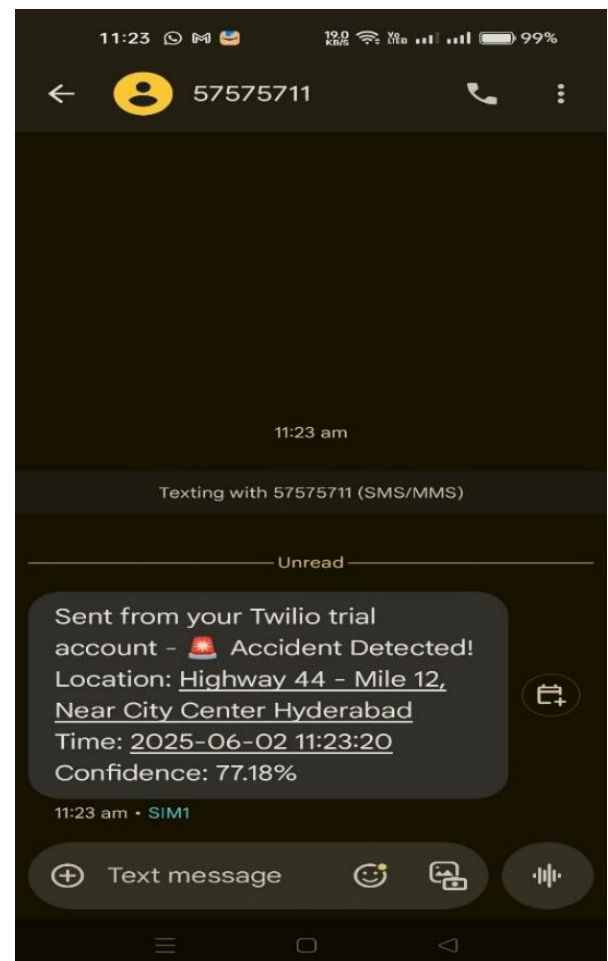 11:23 19.0 KB/S 99%
57575711
11:23 am
Texting with 57575711 (SMS/MMS)
Unread
Sent from your Twilio trial
account - 🚨 Accident Detected!
Location: Highway 44 - Mile 12,
Near City Center Hyderabad
Time: 2025-06-02 11:23:20
Confidence: 77.18%
11:23 am • SIM1
Text message